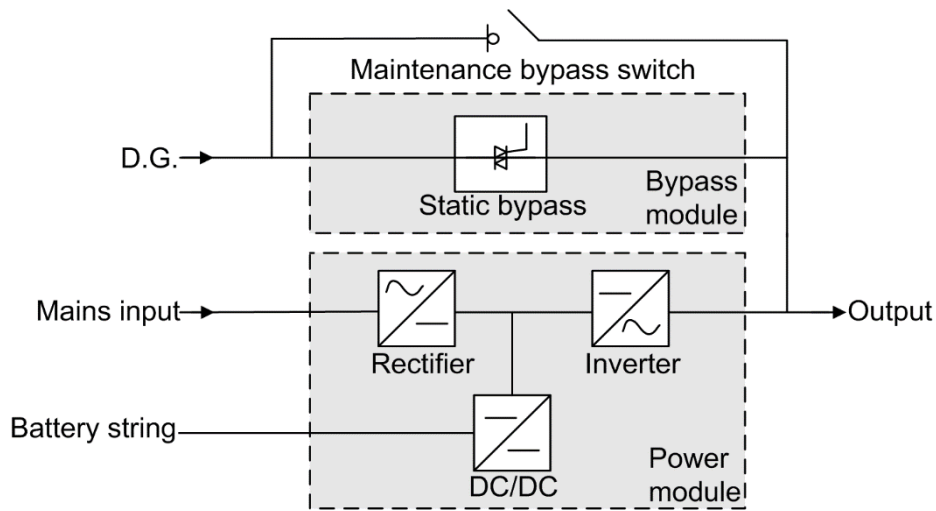 Maintenance bypass switch
D.G.
Static bypass
Bypass
module
Mains input
Output
Rectifier
Inverter
Battery string
DC/DC
Power
module